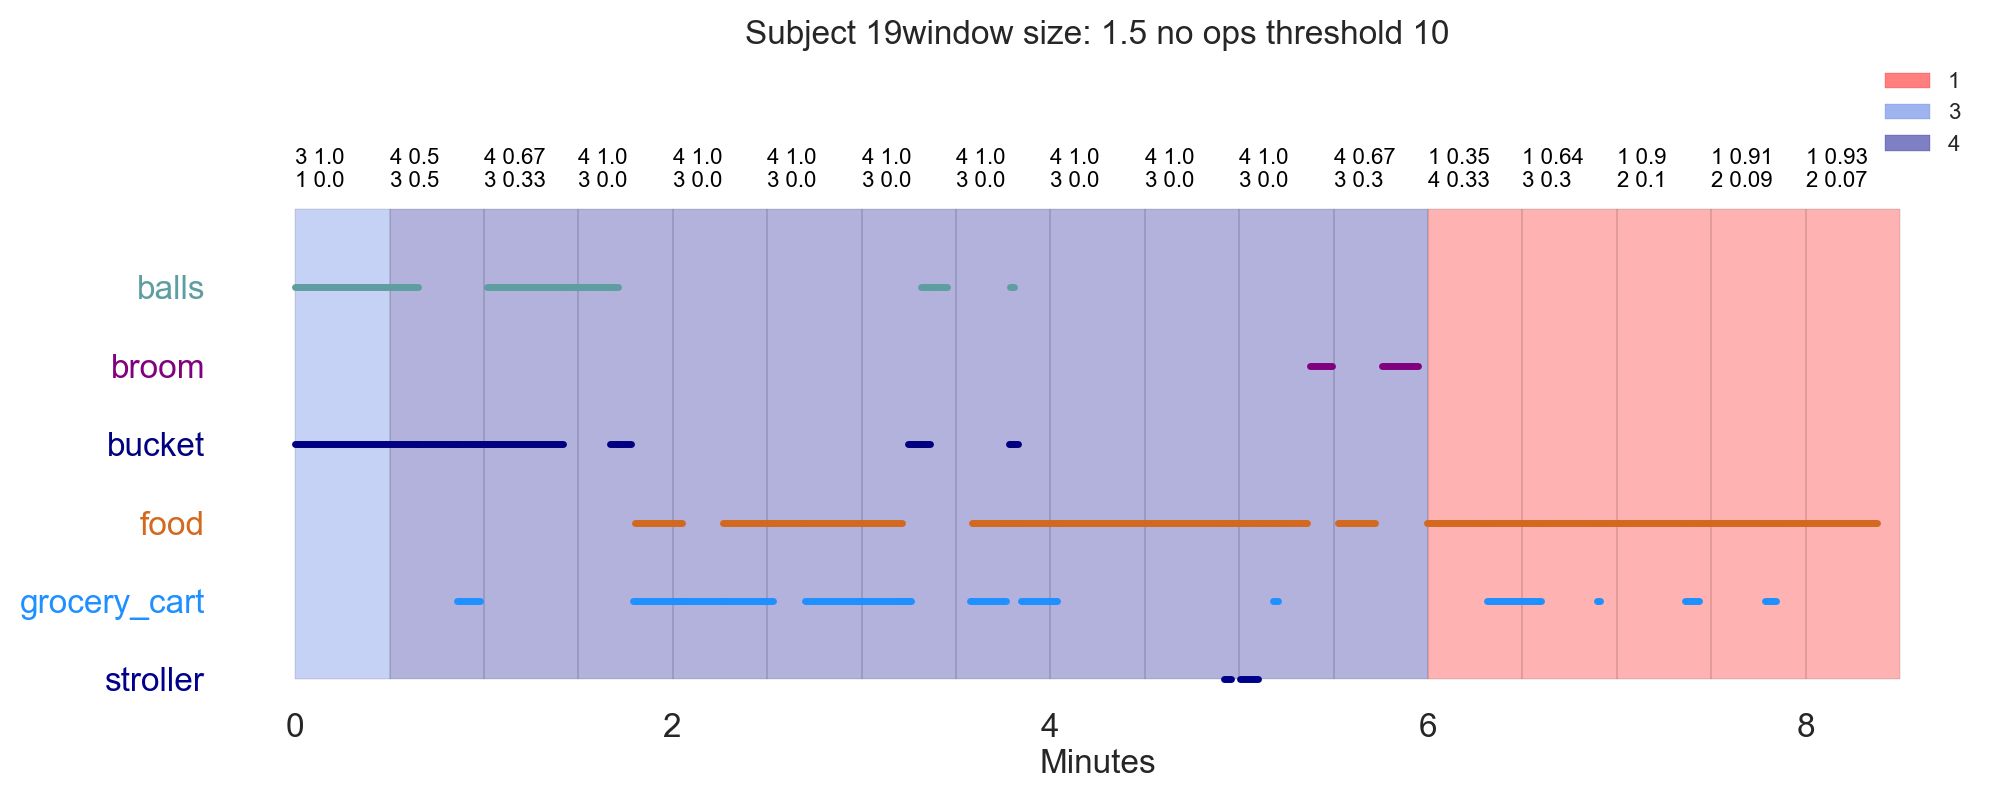 Subject 19window size: 1.5 no ops threshold 10
1
3
4
3 1.0 4 0.5 4 0.67 4 1.0 4 1.0 4 1.0 4 1.0 4 1.0 4 1.0 4 1.0 4 1.0 4 0.67 1 0.35 1 0.64 1 0.9 1 0.91 1 0.93
1 0.0 3 0.5 3 0.33 3 0.0 3 0.0 3 0.0 3 0.0 3 0.0 3 0.0 3 0.0 3 0.0 3 0.3 4 0.33 3 0.3 2 0.1 2 0.09 2 0.07
balls
broom
bucket
food
grocery_cart
stroller
0 2 4 6 8
Minutes